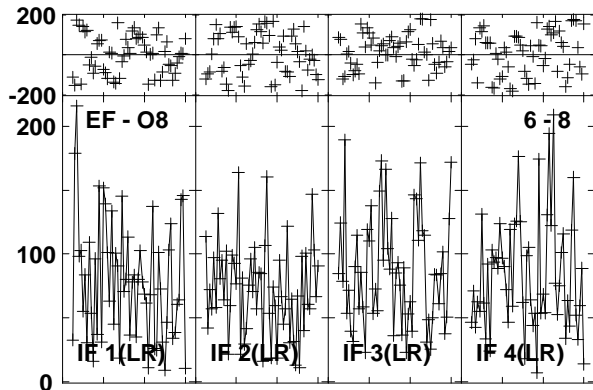 200
-200
EF - O8 6 - 8
200
100
IF 1(LR) IF 2(LR) IF 3(LR) IF 4(LR)
0